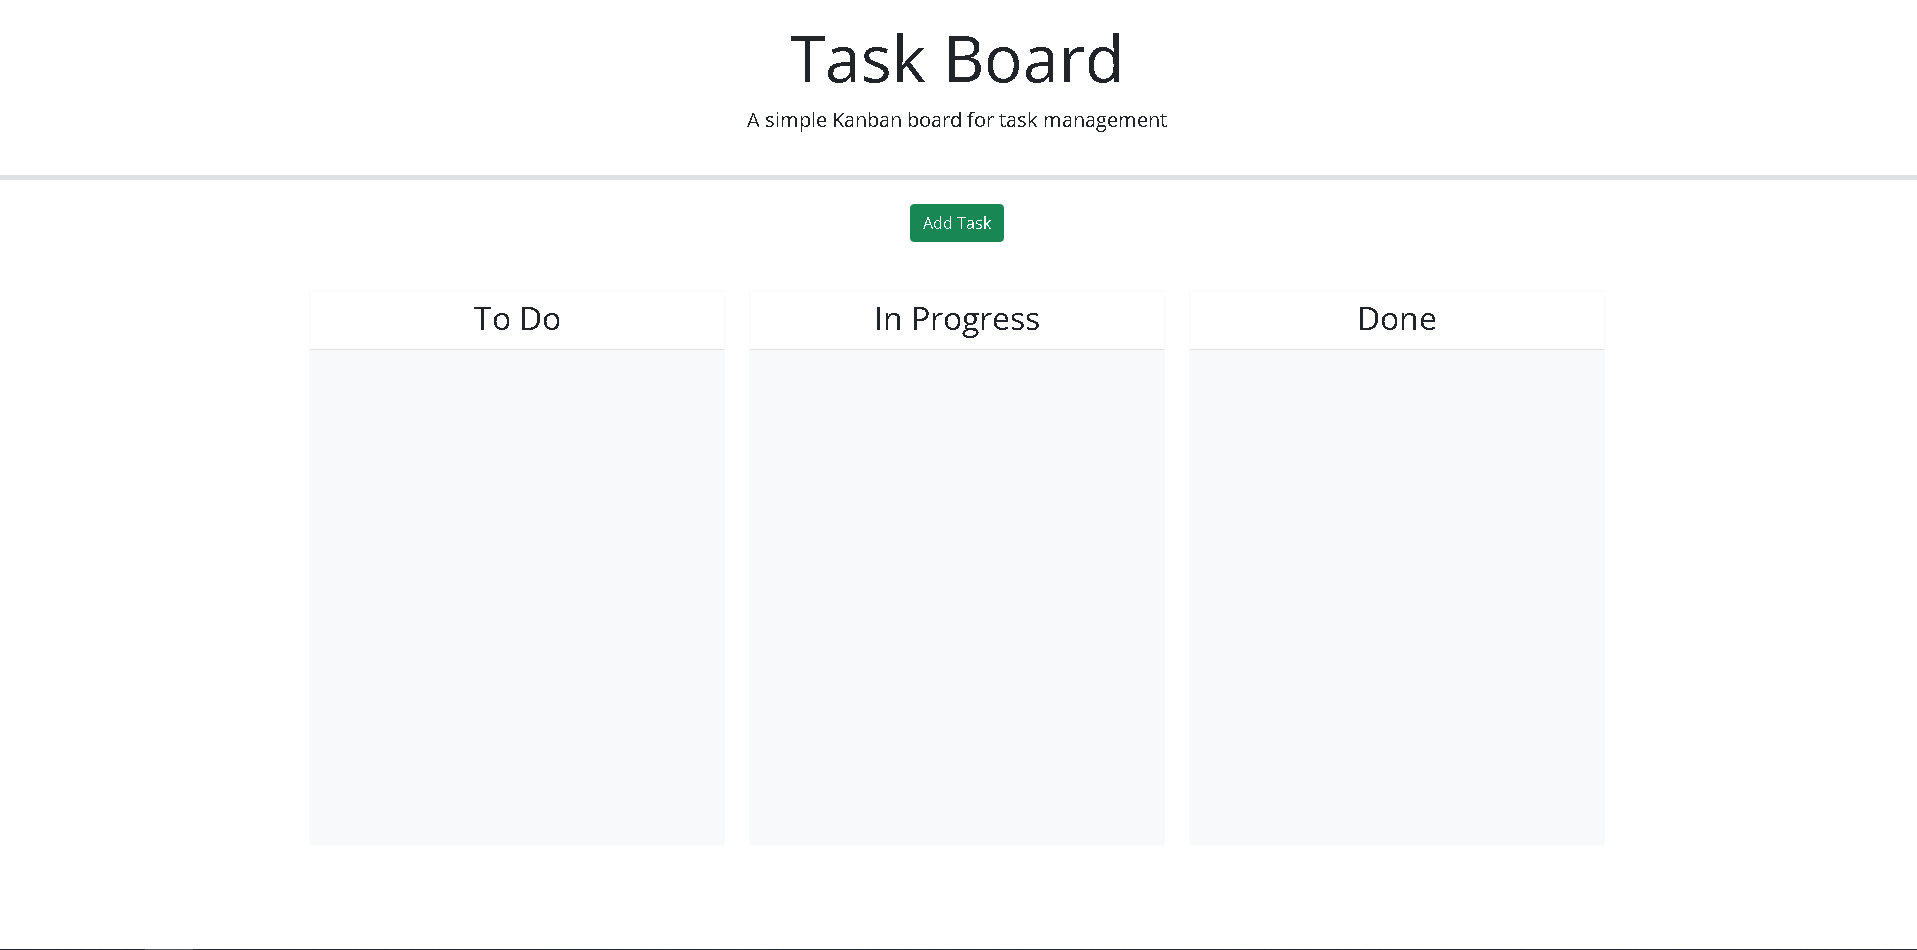 Task Board
A simple Kanban board for task management
Add Task
To Do
In Progress
Done